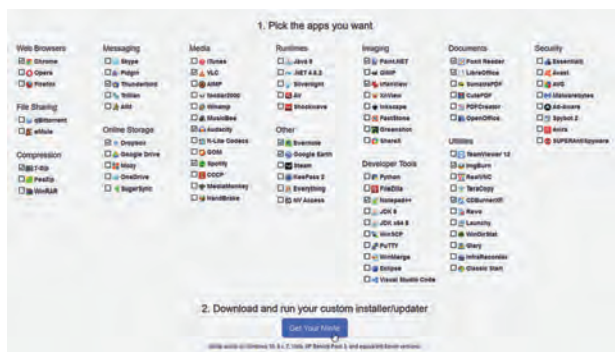 1. Pick the apps you want
Web Browsers
Chrome
Opera
Firefox
File Sharing
qBittorrent
eMule
Compression
7-Zip
PeaZip
WinRAR
Messaging
Skype
Pidgin
Thunderbird
Trillian
AIM
Online Storage
Dropbox
Google Drive
Mozy
OneDrive
SugarSync
Media
iTunes
VLC
AIMP
foobar2000
Winamp
MusicBee
Audacity
K-Lite Codecs
GOM
Spotify
CCCP
MediaMonkey
HandBrake
Runtimes
Java 8
.NET 4.6.2
Silverlight
Air
Shockwave
Other
Evernote
Google Earth
Steam
KeePass 2
Everything
NV Access
Imaging
Paint.NET
GIMP
IrfanView
XnView
Inkscape
FastStone
Greenshot
ShareX
Developer Tools
Python
FileZilla
Notepad++
JDK 8
JDK x64 8
WinSCP
PuTTY
WinMerge
Eclipse
Visual Studio Code
Documents
Foxit Reader
LibreOffice
SumatraPDF
CutePDF
PDFCreator
OpenOffice
Utilities
TeamViewer 12
ImgBurn
RealVNC
TeraCopy
CDBurnerXP
Revo
Launchy
WinDirStat
Glary
InfraRecorder
Classic Start
Security
Essentials
Avast
AVG
Malwarebytes
Ad-Aware
Spybot 2
Avira
SUPERAntiSpyware
2. Download and run your custom installer/updater
Get Your Ninite